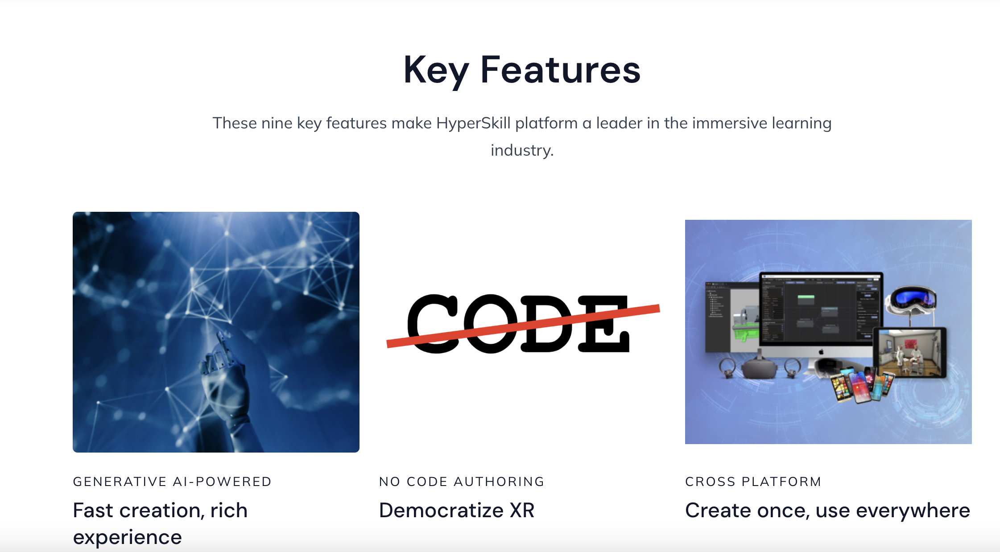 Key Features
These nine key features make HyperSkill platform a leader in the immersive learning
industry.
CODE
GENERATIVE AI-POWERED
Fast creation, rich
experience
NO CODE AUTHORING
Democratize XR
CROSS PLATFORM
Create once, use everywhere